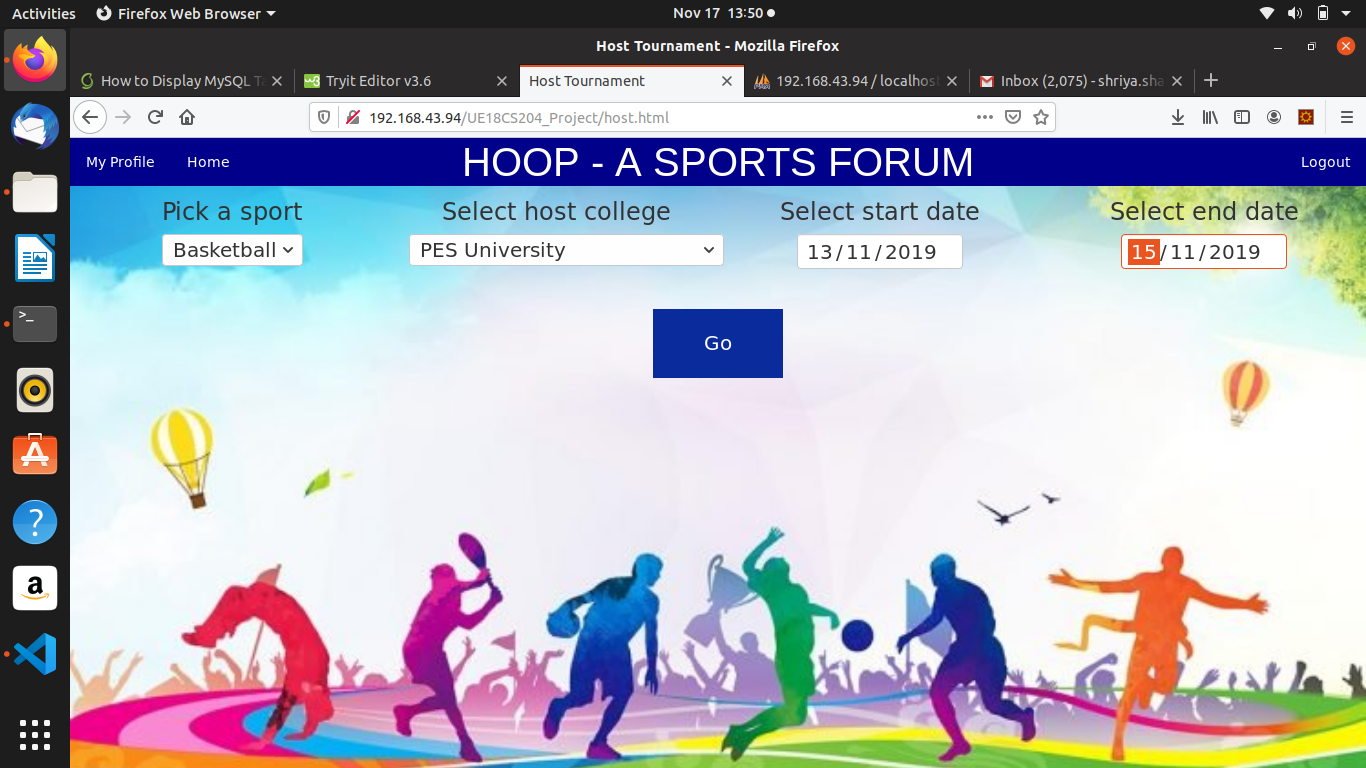 Activities Firefox Web Browser Nov 17 13:50
Host Tournament - Mozilla Firefox
How to Display MySQL Ta Tryit Editor v3.6 Host Tournament 192.168.43.94 / localhost Inbox (2,075) - shriya.sha
192.168.43.94/UE18CS204_Project/host.html
My Profile Home HOOP - A SPORTS FORUM Logout
Pick a sport Select host college Select start date Select end date
Basketball PES University 13/11/2019 15/11/2019
Go